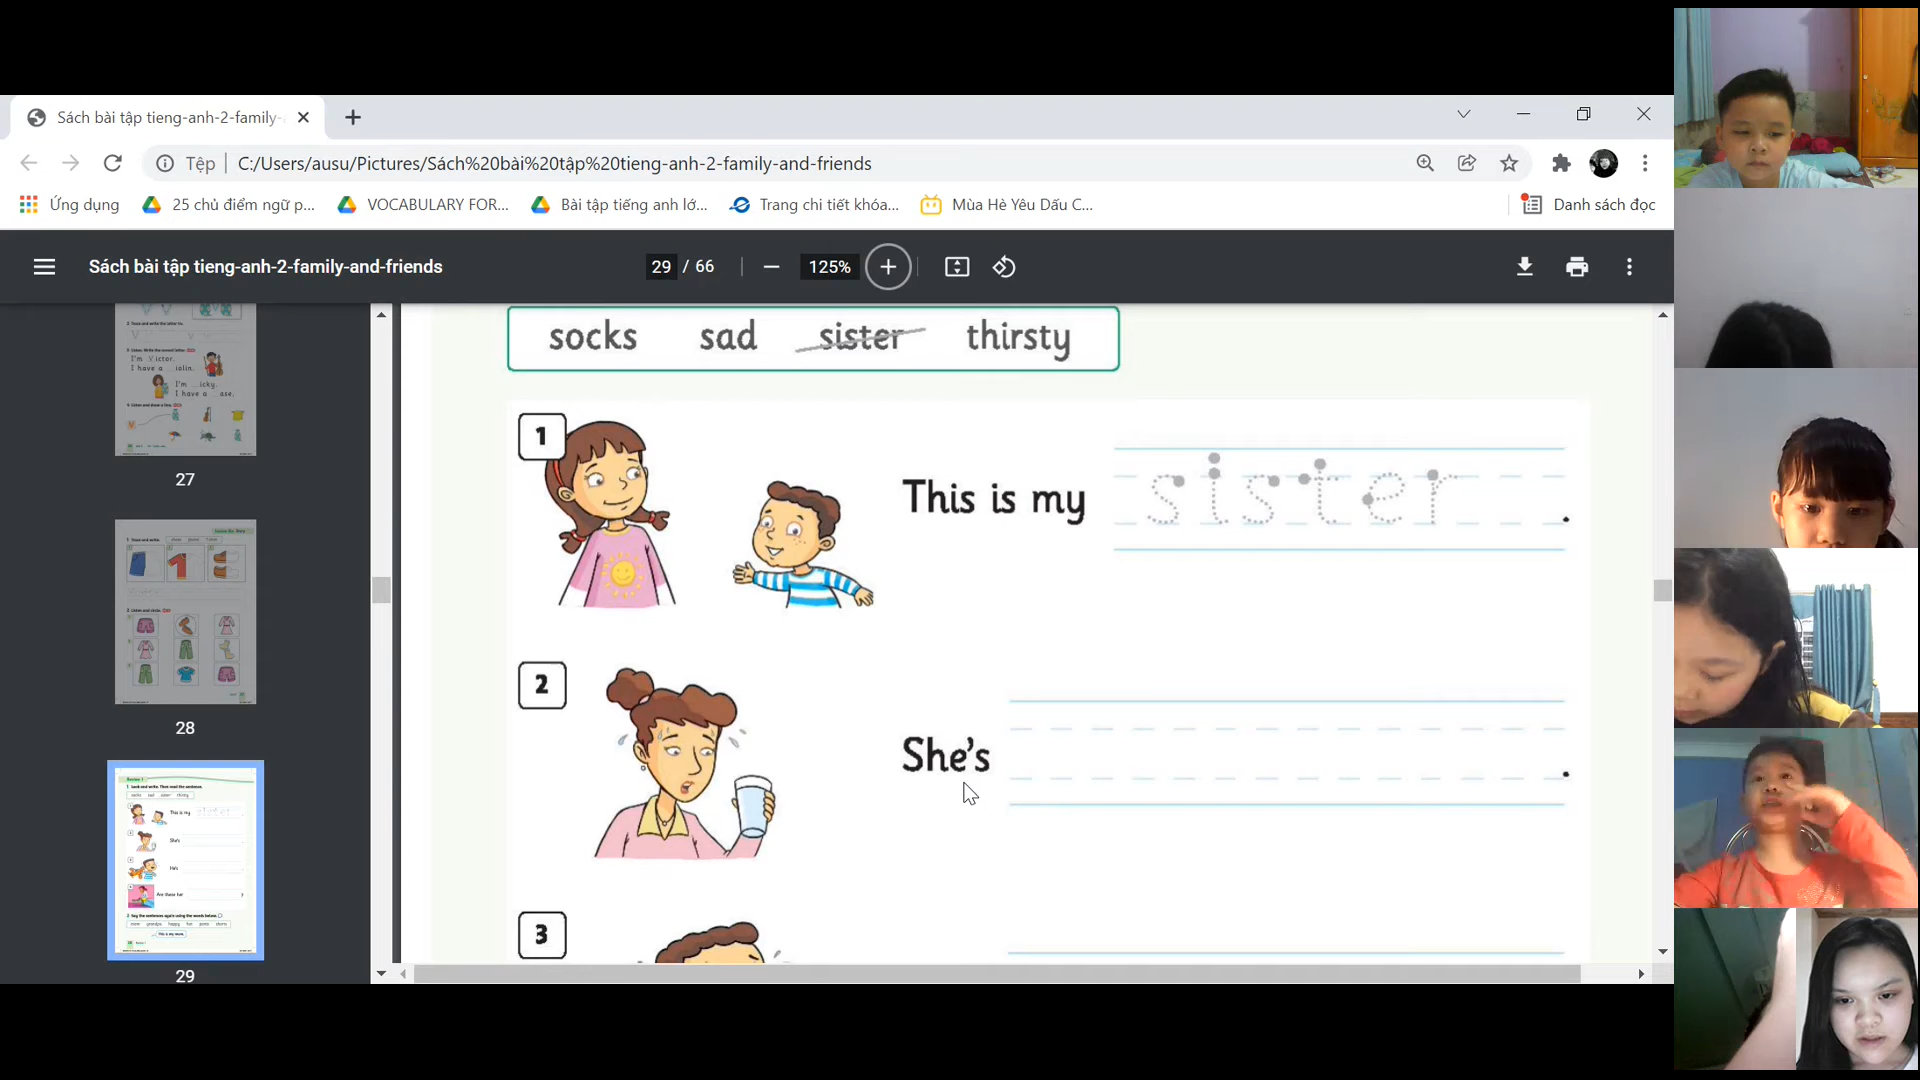 Sách bài tập tieng-anh-2-family-
Tệp C:/Users/ausu/Pictures/Sách%20bài%20tập%20tieng-anh-2-family-and-friends
Ứng dụng 25 chủ điểm ngữ p... VOCABULARY FOR... Bài tập tiếng anh lớ... Trang chi tiết khóa... Mùa Hè Yêu Dấu C... Danh sách đọc
Sách bài tập tieng-anh-2-family-and-friends 29 / 66 125%
27
28
29
socks sad sister thirsty
1
This is my sister.
2
She's .
3